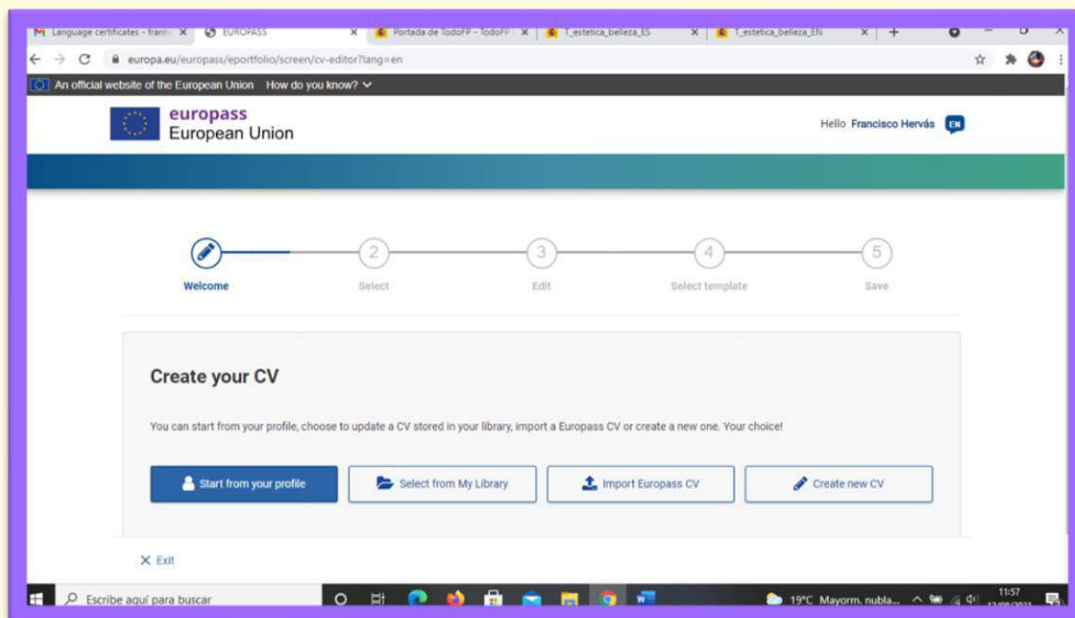 Language certificates - franh
EUROPASS
Portada de TodoFP - TodoFP
T_estetica_belleza_ES
T_estetica_belleza_EN
europa.eu/europass/eportfolio/screen/cv-editor?lang=en
An official website of the European Union How do you know?
europass
European Union
Hello Francisco Hervás EN
2
3
4
5
Welcome
Select
Edit
Select template
Save
Create your CV
You can start from your profile, choose to update a CV stored in your library, import a Europass CV or create a new one. Your choice!
Start from your profile
Select from My Library
Import Europass CV
Create new CV
Exit
Escribe aquí para buscar
19°C Mayorm. nubla...
11:57